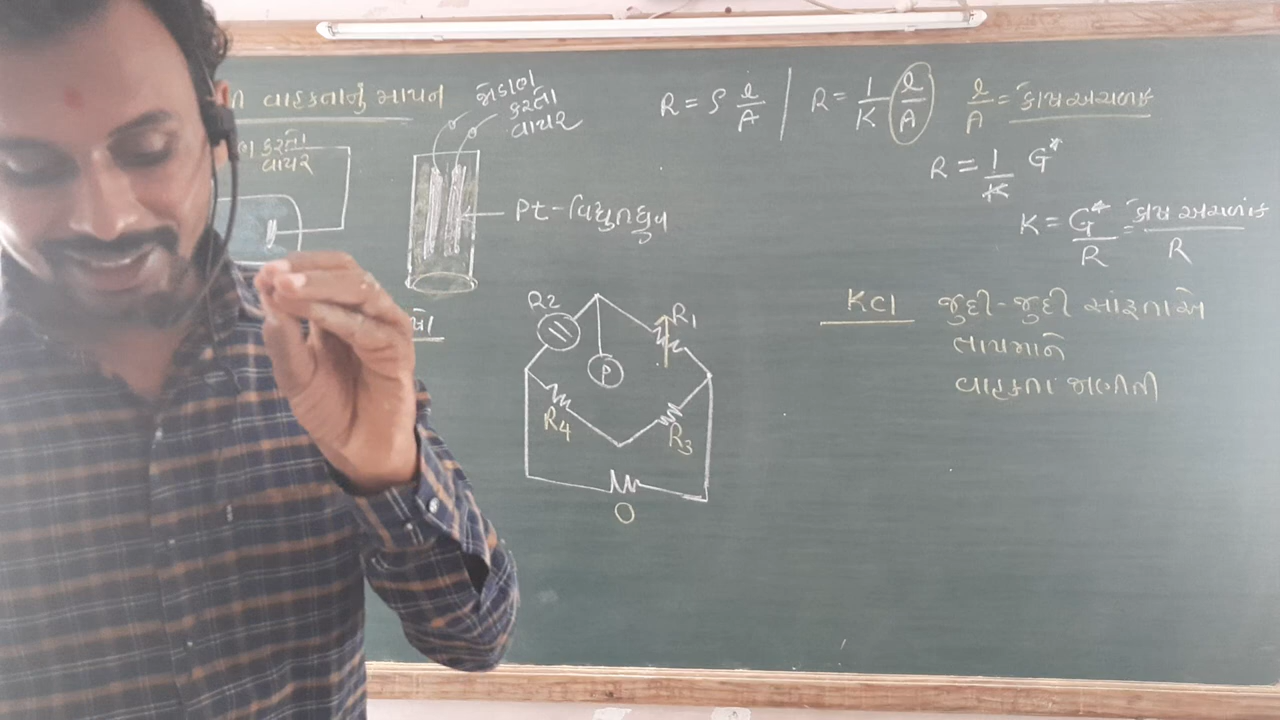 વાહકતાનું માપન
જોડાણ
કરતા
વાયર
કરતા
વાયર
Pt-વિદ્યુતધ્રુવ
R = ρ l/A | R = 1/K l/A
l/A = કોષ અચળાંક
R = 1/K G*
K = G*/R = કોષ અચળાંક/R
R2
R1
P
R4
R3
O
KCl જુદી-જુદી સાંદ્રતાએ
તાપમાને
વાહકતા જાણીતી